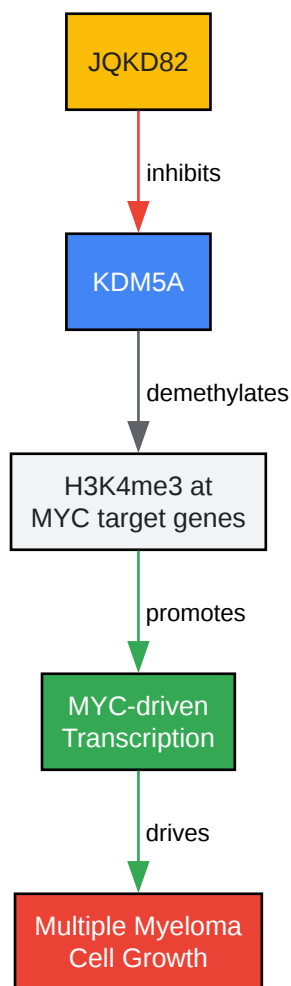 JQKD82
inhibits
KDM5A
demethylates
H3K4me3 at
MYC target genes
promotes
MYC-driven
Transcription
drives
Multiple Myeloma
Cell Growth